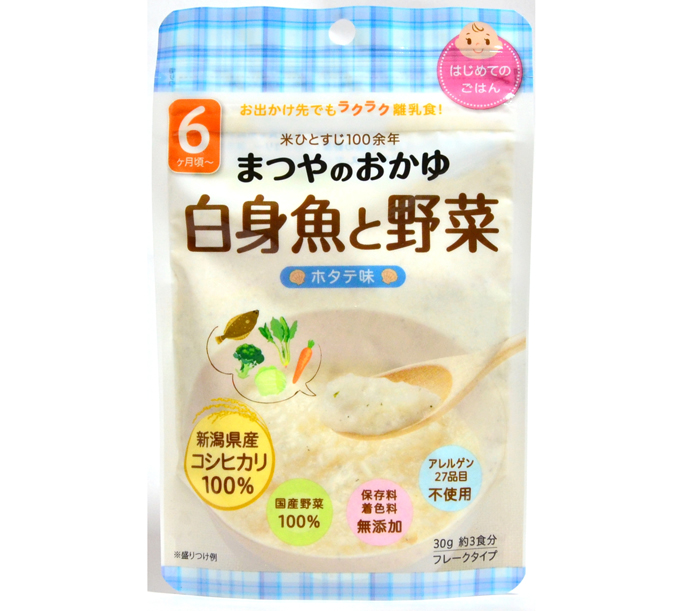 はじめての
ごはん
お出かけ先でもラクラク離乳食!
6
ヶ月頃〜
米ひとすじ100余年
まつやのおかゆ
白身魚と野菜
ホタテ味
新潟県産
コシヒカリ
100%
国産野菜
100%
保存料
着色料
無添加
アレルゲン
27品目
不使用
※盛りつけ例
30g 約3食分
フレークタイプ